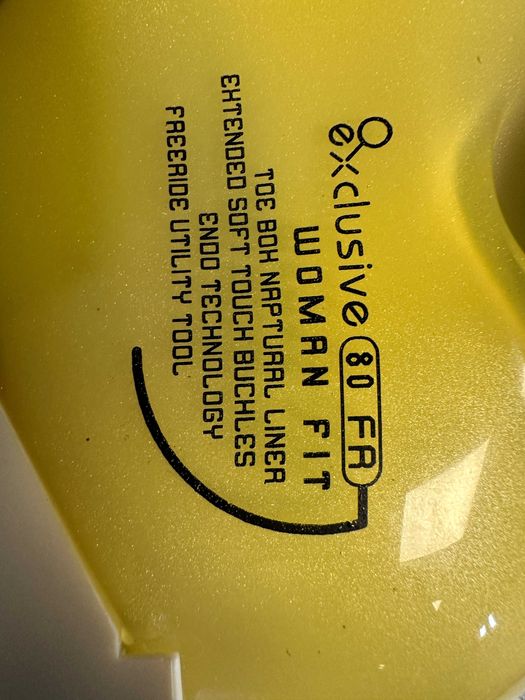 exclusive 80 FR
WOMAN FIT
TOE BOX NAPTURAL LINER
EXTENDED SOFT TOUCH BUCKLES
ENDO TECHNOLOGY
FREERIDE UTILITY TOOL